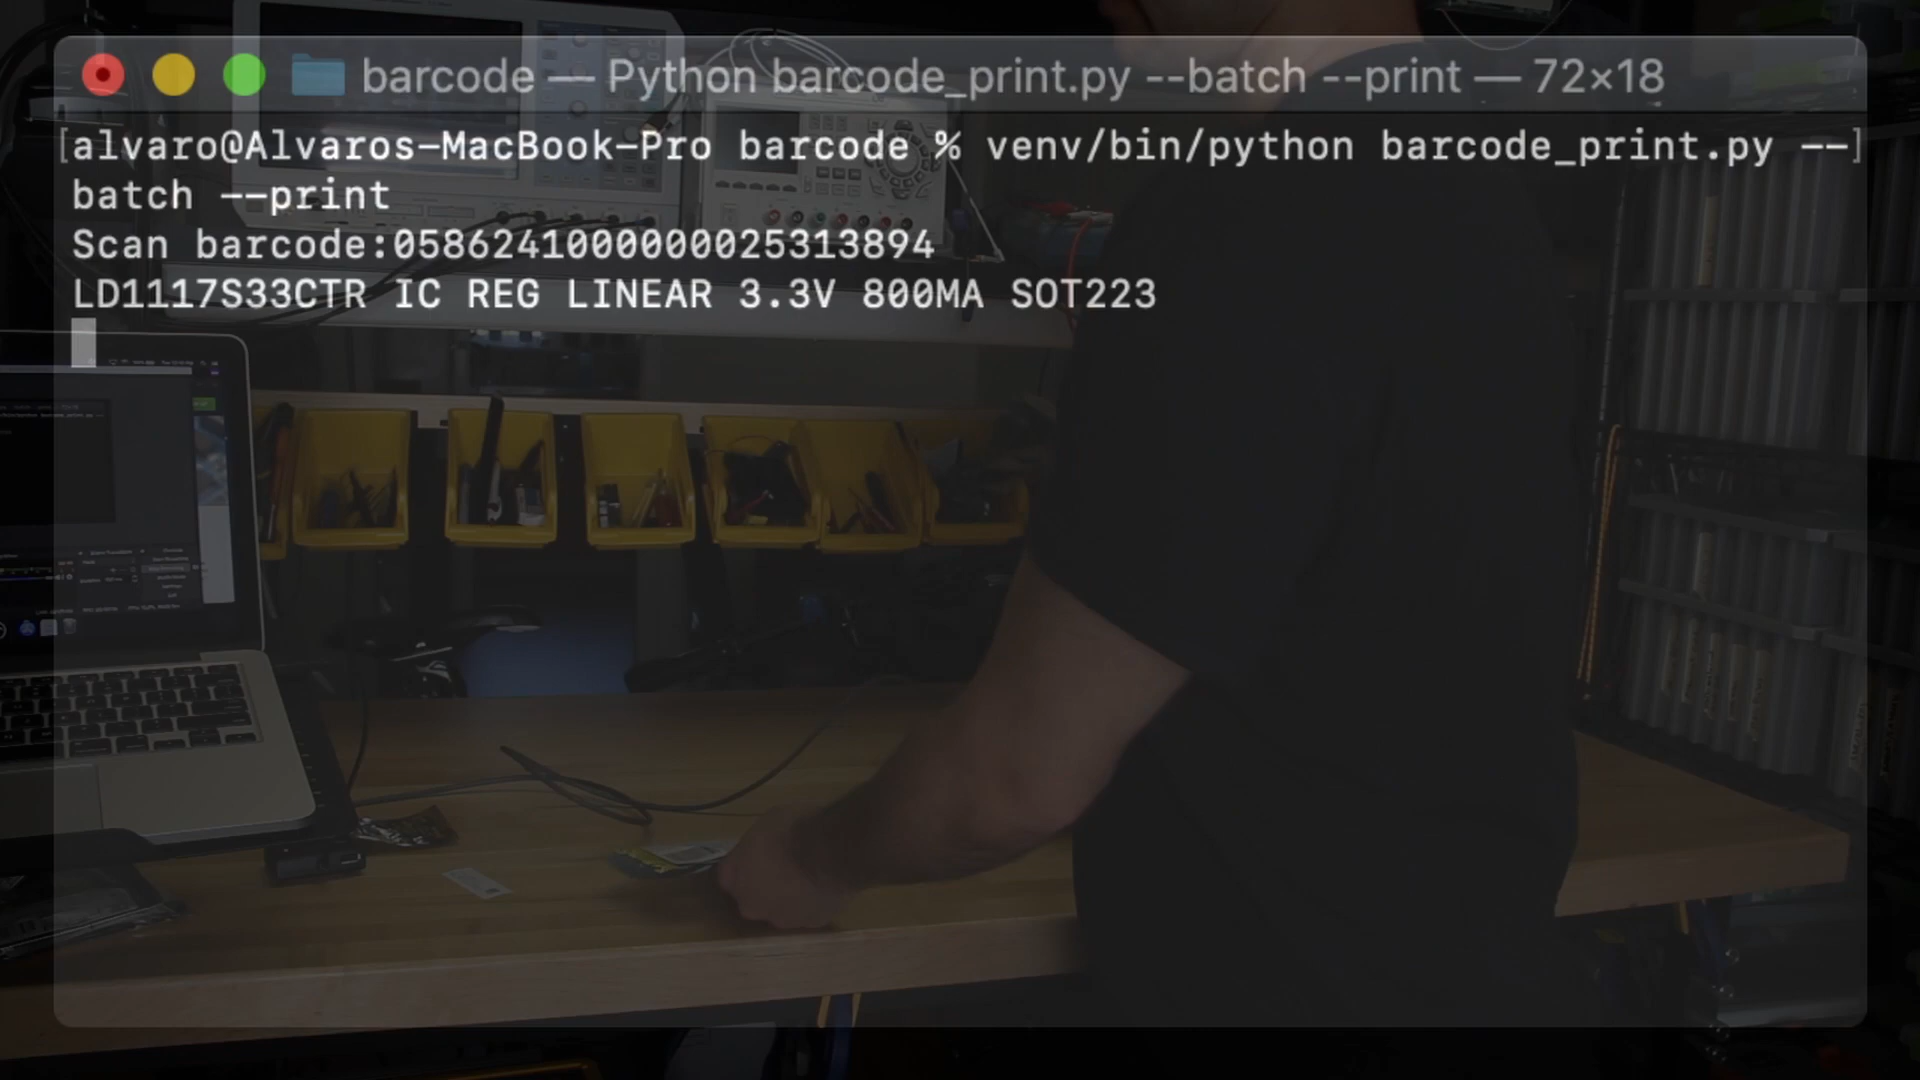 barcode — Python barcode_print.py --batch --print — 72×18
[alvaro@Alvaros-MacBook-Pro barcode % venv/bin/python barcode_print.py --]
batch --print
Scan barcode:0586241000000025313894
LD1117S33CTR IC REG LINEAR 3.3V 800MA SOT223